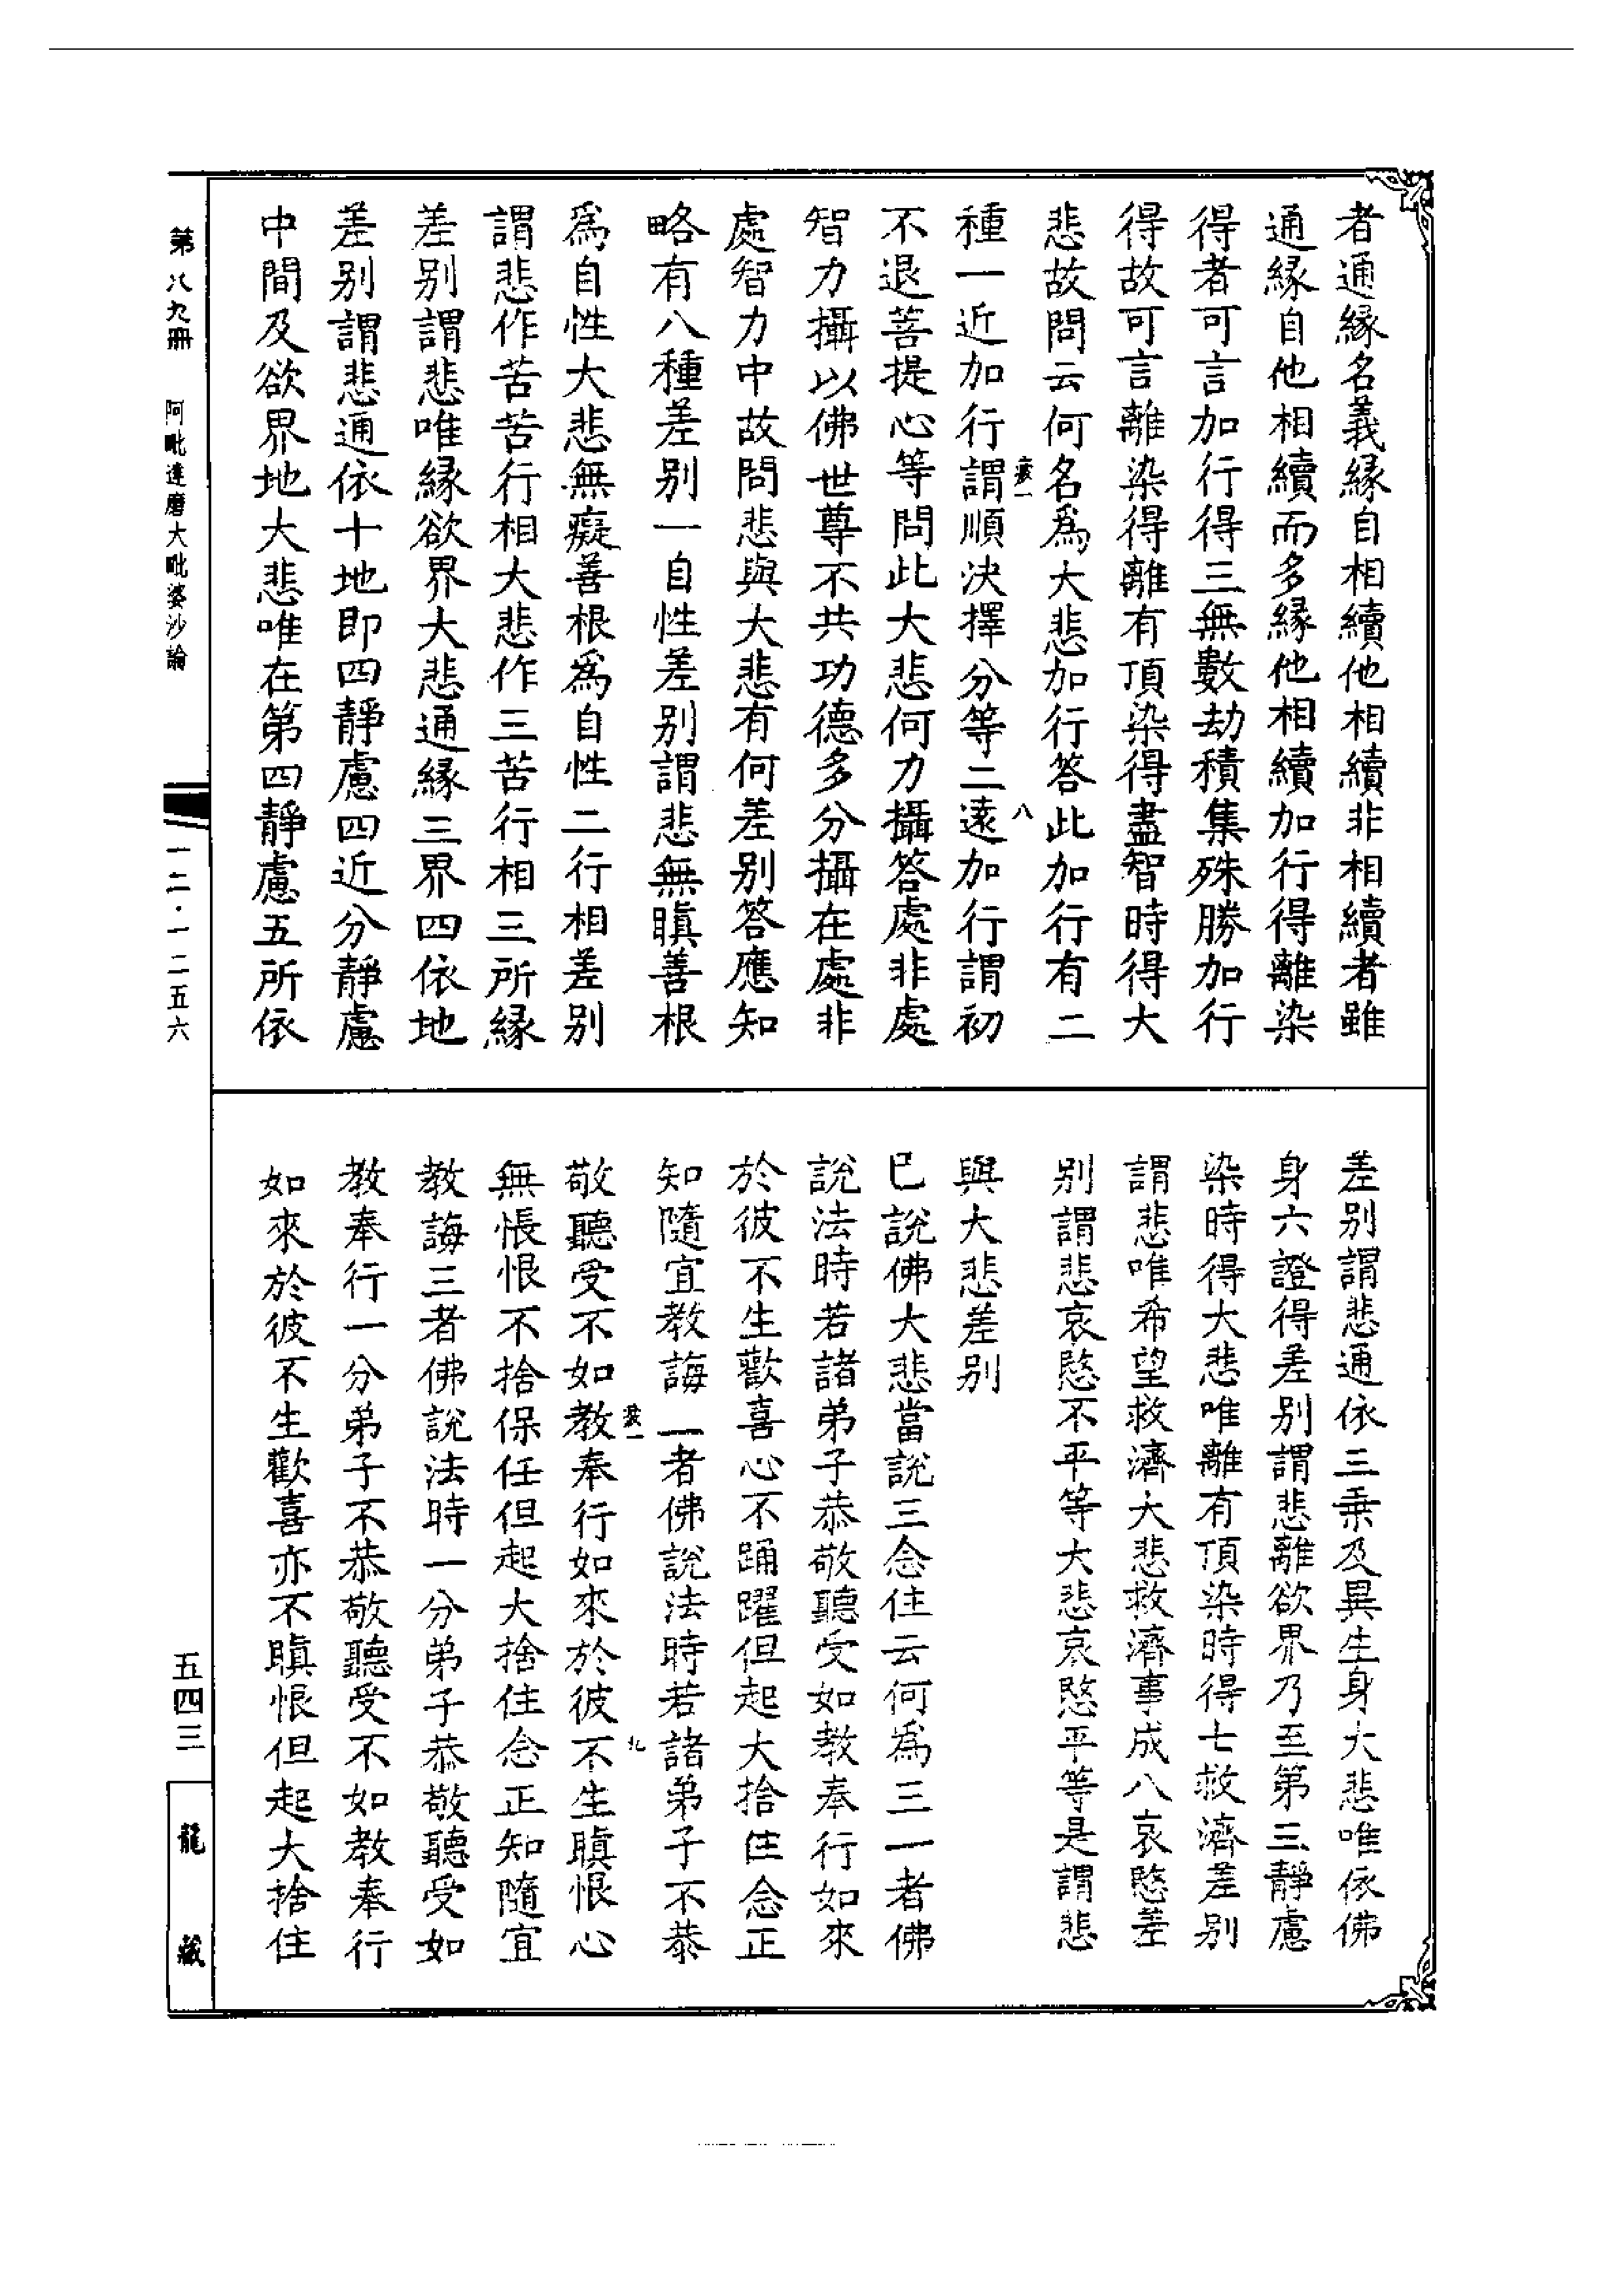 者通緣名義緣自相續他相續非相續者雖
通緣自他相續而多緣他相續加行得離染
得者可言加行得三無數劫積集殊勝加行
得故可言離染得離有頂染得盡智時得大
悲故問云何名為大悲加行答此加行有二
種一近加行謂順決擇分等二遠加行謂初
不退菩提心等問此大悲何力攝答處非處
智力攝以佛世尊不共功德多分攝在處非
處智力中故問悲與大悲有何差别答應知
略有八種差别一自性差别謂悲無瞋善根
為自性大悲無癡善根為自性二行相差别
謂悲作苦苦行相大悲作三苦行相三所緣
差别謂悲唯緣欲界大悲通緣三界四依地
差别謂悲通依十地即四靜慮四近分靜慮
中間及欲界地大悲唯在第四靜慮五所依
差别謂悲通依三乘及異生身大悲唯依佛
身六證得差别謂悲離欲界乃至第三靜慮
染時得大悲唯離有頂染時得七救濟差别
謂悲唯希望救濟大悲救濟事成八哀愍差
别謂悲哀愍不平等大悲哀愍平等是謂悲
與大悲差别
已說佛大悲當說三念住云何為三一者佛
說法時若諸弟子恭敬聽受如教奉行如來
於彼不生歡喜心不踊躍但起大捨住念正
知隨宜教誨二者佛說法時若諸弟子不恭
敬聽受不如教奉行如來於彼不生瞋恨心
無悵恨不捨保任但起大捨住念正知隨宜
教誨三者佛說法時一分弟子恭敬聽受如
教奉行一分弟子不恭敬聽受不如教奉行
如來於彼不生歡喜亦不瞋恨但起大捨住
第八九冊　阿毗達磨大毗婆沙論
一二·一二五六
五四三
龍藏